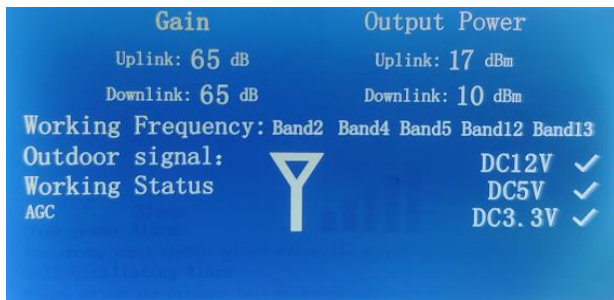 Gain Output Power
Uplink: 65 dB Uplink: 17 dBm
Downlink: 65 dB Downlink: 10 dBm
Working Frequency: Band2 Band4 Band5 Band12 Band13
Outdoor signal:
Working Status DC12V ✓
AGC DC5V ✓
DC3.3V ✓